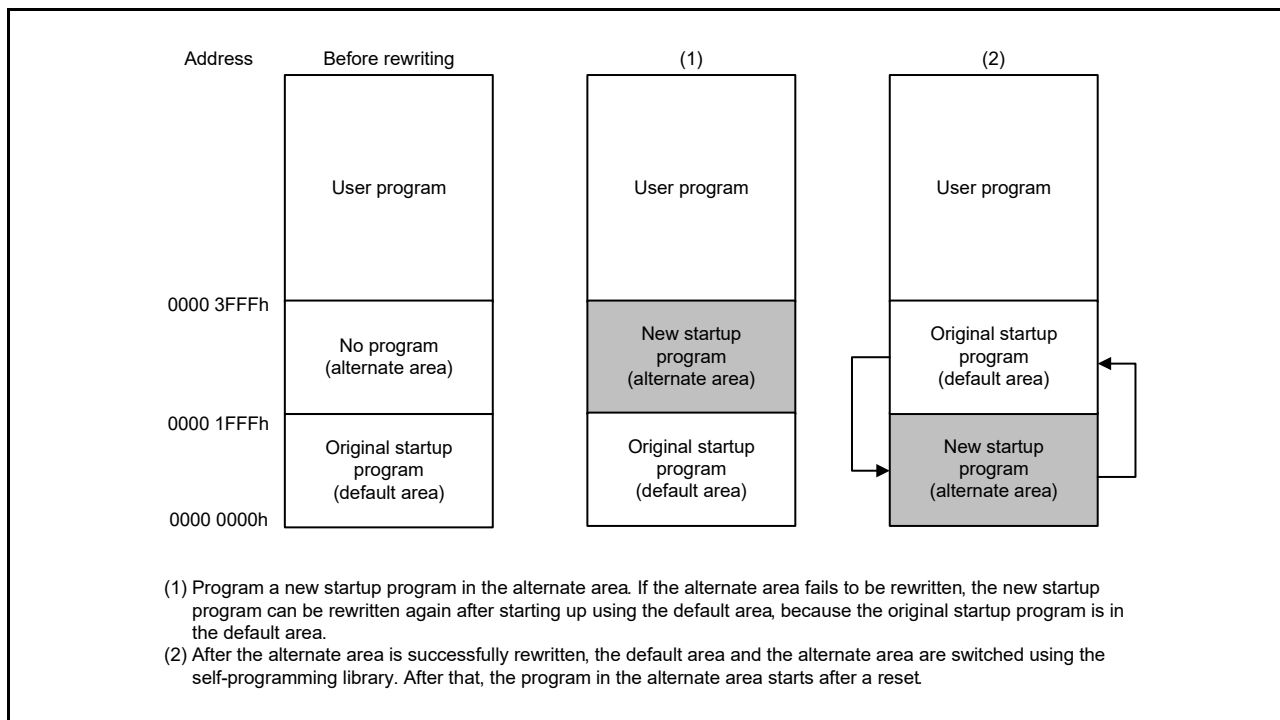 Address
Before rewriting
(1)
(2)
User program
User program
User program
0000 3FFFh
No program
(alternate area)
New startup
program
(alternate area)
Original startup
program
(default area)
0000 1FFFh
Original startup
program
(default area)
Original startup
program
(default area)
New startup
program
(alternate area)
0000 0000h
(1) Program a new startup program in the alternate area. If the alternate area fails to be rewritten, the new startup
program can be rewritten again after starting up using the default area, because the original startup program is in
the default area.
(2) After the alternate area is successfully rewritten, the default area and the alternate area are switched using the
self-programming library. After that, the program in the alternate area starts after a reset.